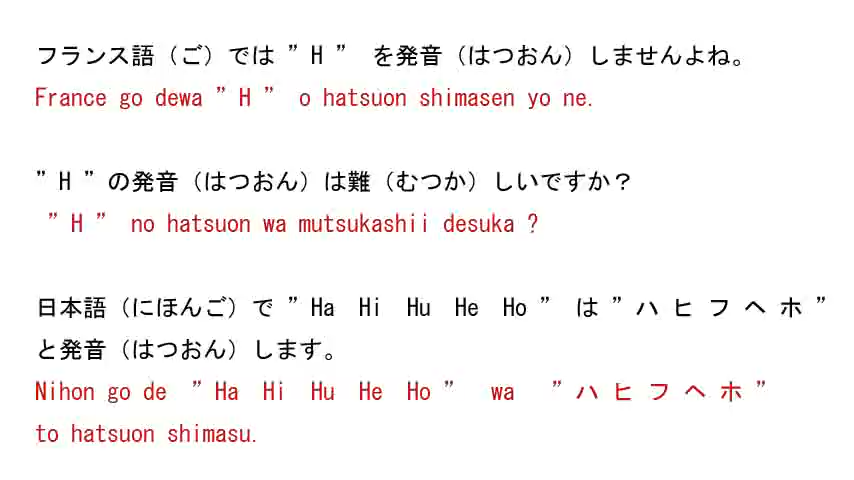 フランス語（ご）では ”Ｈ” を発音（はつおん）しませんよね。
France go dewa ”Ｈ” o hatsuon shimasen yo ne.
”Ｈ”の発音（はつおん）は難（むつか）しいですか？
”Ｈ” no hatsuon wa mutsukashii desuka ?
日本語（にほんご）で ”Ha Hi Hu He Ho” は ”ハ ヒ フ ヘ ホ”
と発音（はつおん）します。
Nihon go de ”Ha Hi Hu He Ho” wa ”ハ ヒ フ ヘ ホ”
to hatsuon shimasu.